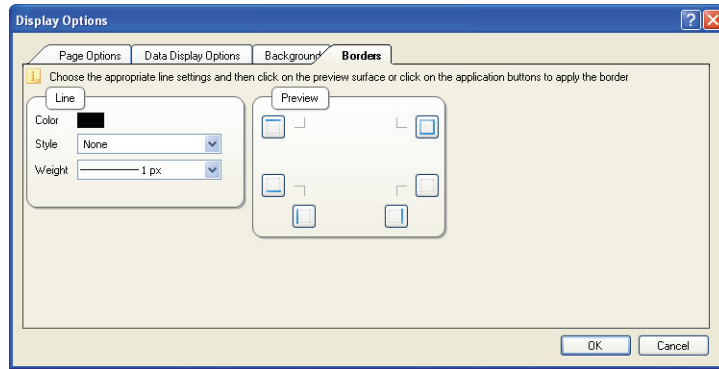 Display Options
Page Options
Data Display Options
Background
Borders
Choose the appropriate line settings and then click on the preview surface or click on the application buttons to apply the border
Line
Preview
Color
Style
None
Weight
1 px
OK
Cancel